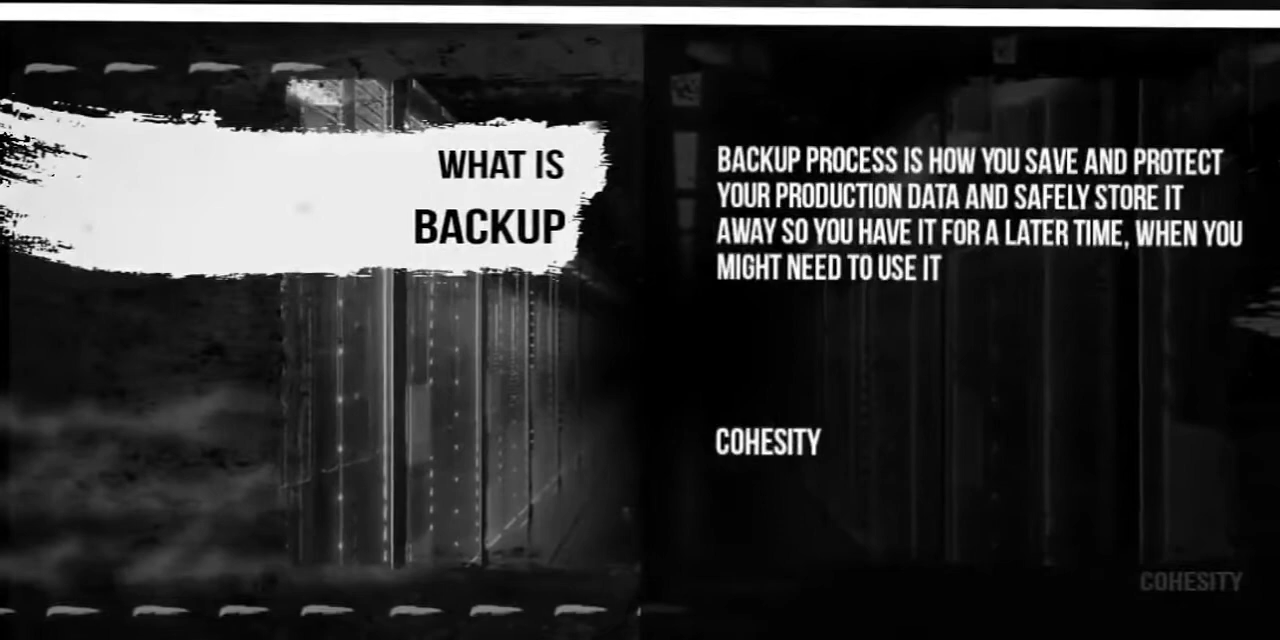 WHAT IS
BACKUP
BACKUP PROCESS IS HOW YOU SAVE AND PROTECT
YOUR PRODUCTION DATA AND SAFELY STORE IT
AWAY SO YOU HAVE IT FOR A LATER TIME, WHEN YOU
MIGHT NEED TO USE IT
COHESITY
COHESITY